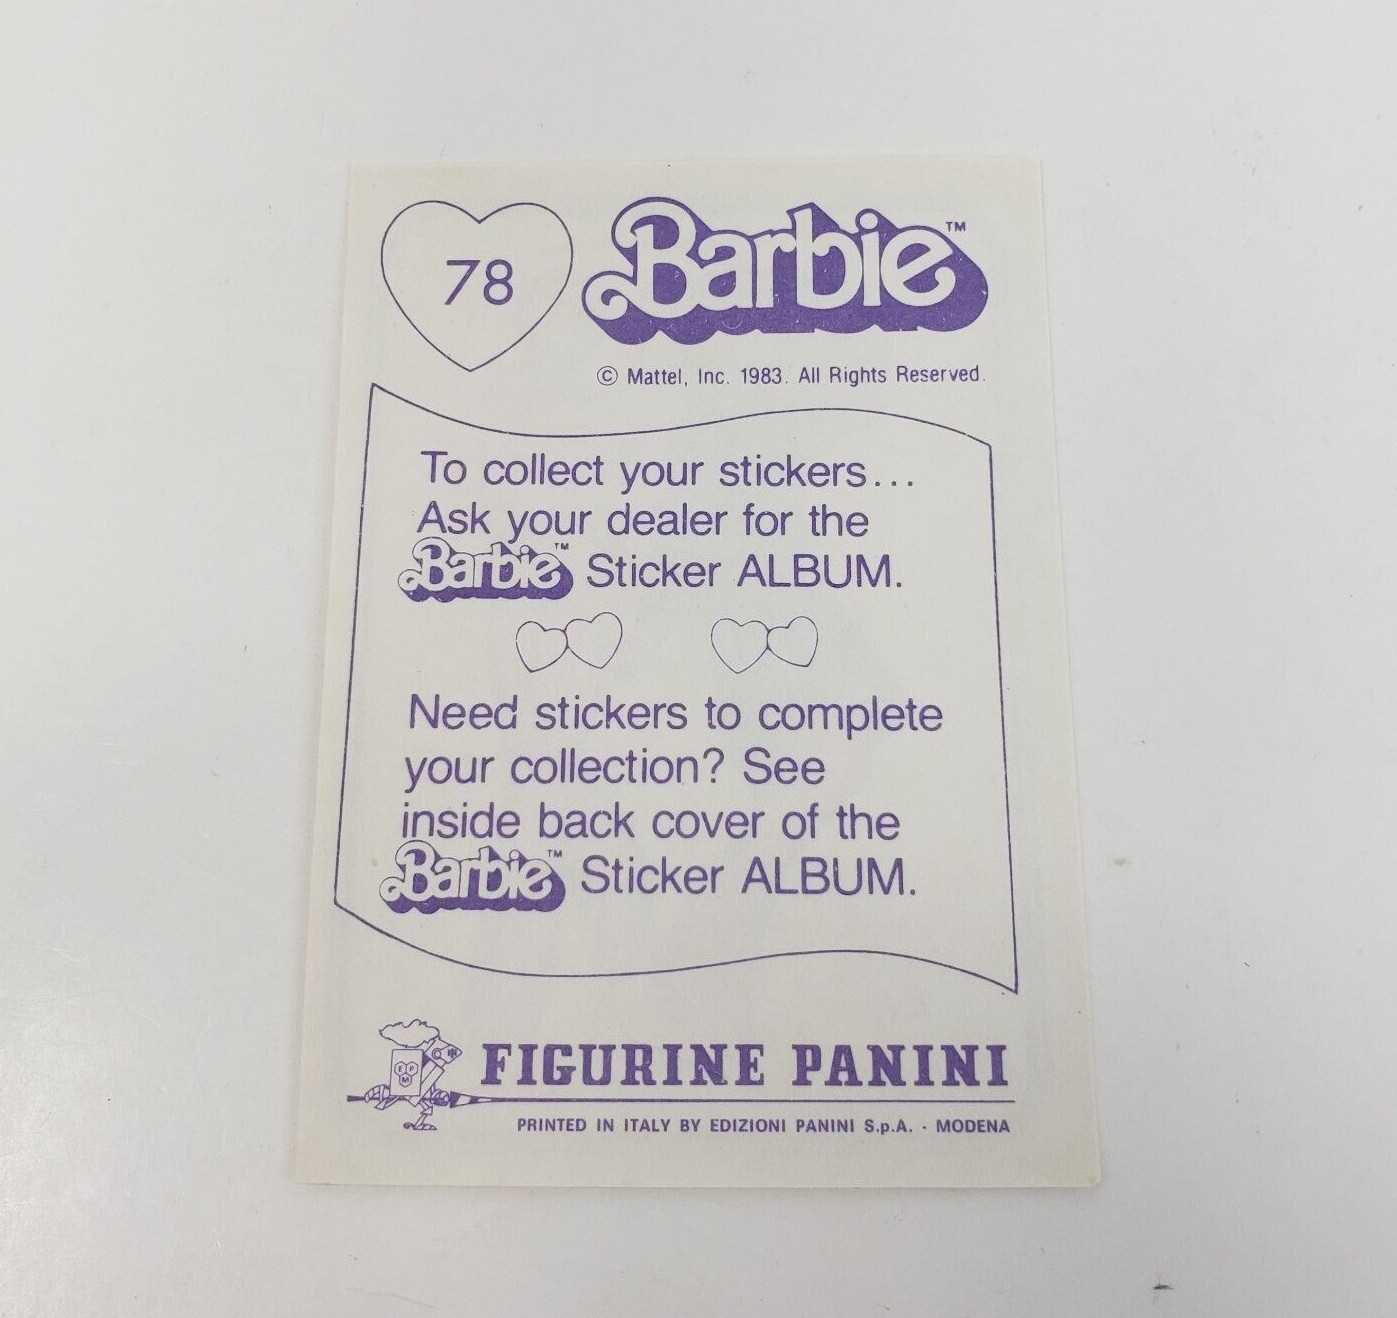 78
Barbie™
© Mattel, Inc. 1983. All Rights Reserved.
To collect your stickers...
Ask your dealer for the
Barbie™ Sticker ALBUM.
Need stickers to complete
your collection? See
inside back cover of the
Barbie™ Sticker ALBUM.
E P
M
FIGURINE PANINI
PRINTED IN ITALY BY EDIZIONI PANINI S.p.A. - MODENA